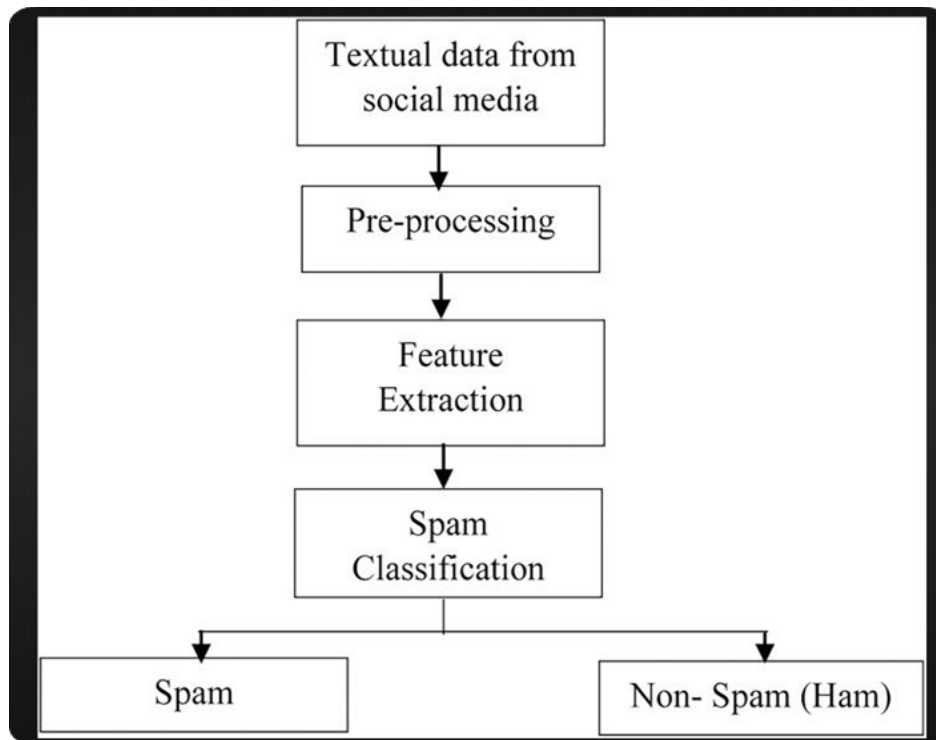 Textual data from
social media
Pre-processing
Feature
Extraction
Spam
Classification
Spam
Non- Spam (Ham)